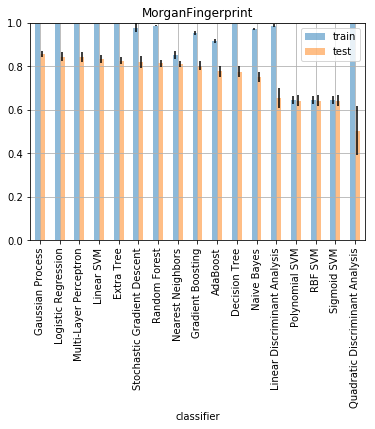 MorganFingerprint
1.0
0.8
0.6
0.4
0.2
0.0
train
test
Gaussian Process
Logistic Regression
Multi-Layer Perceptron
Linear SVM
Extra Tree
Stochastic Gradient Descent
Random Forest
Nearest Neighbors
Gradient Boosting
AdaBoost
Decision Tree
Naive Bayes
Linear Discriminant Analysis
Polynomial SVM
RBF SVM
Sigmoid SVM
Quadratic Discriminant Analysis
classifier